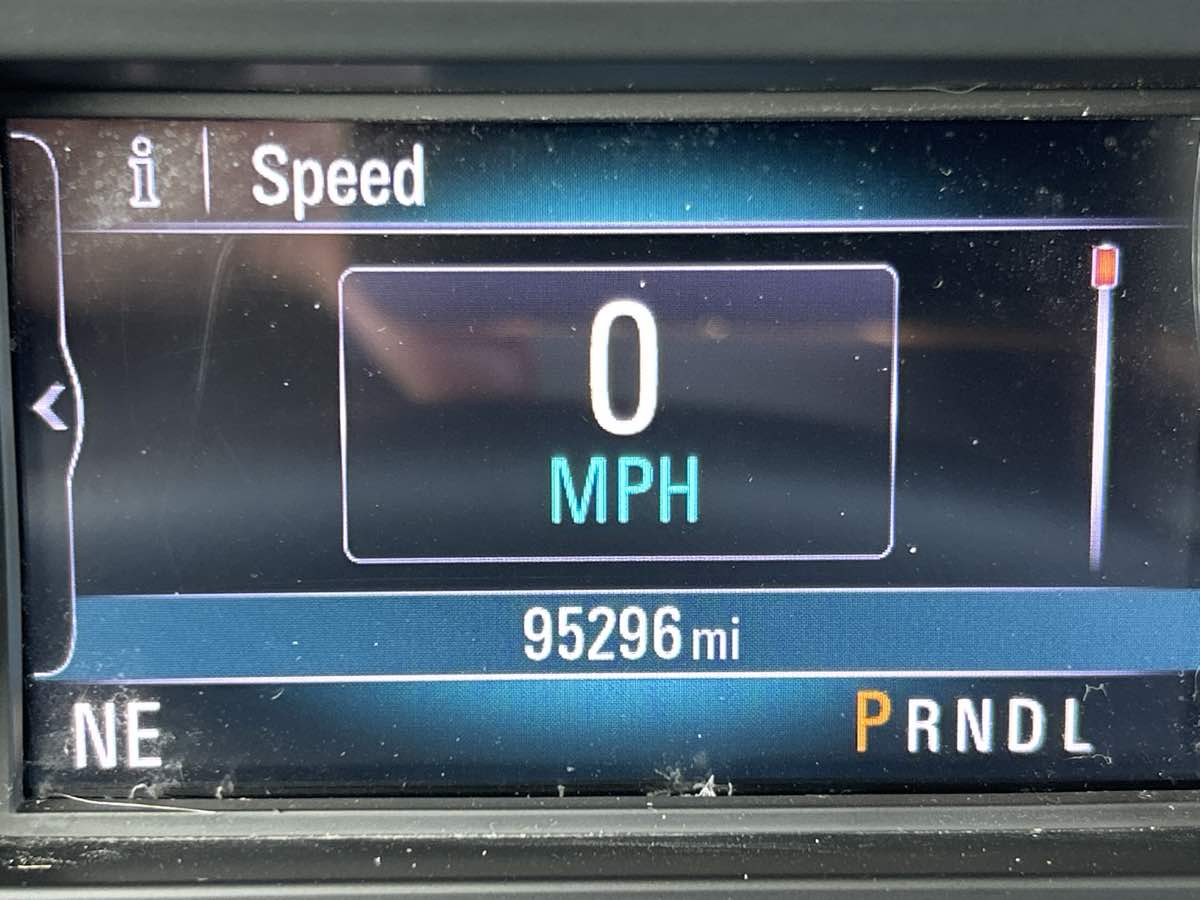 i Speed
0
MPH
95296 mi
NE PRNDL